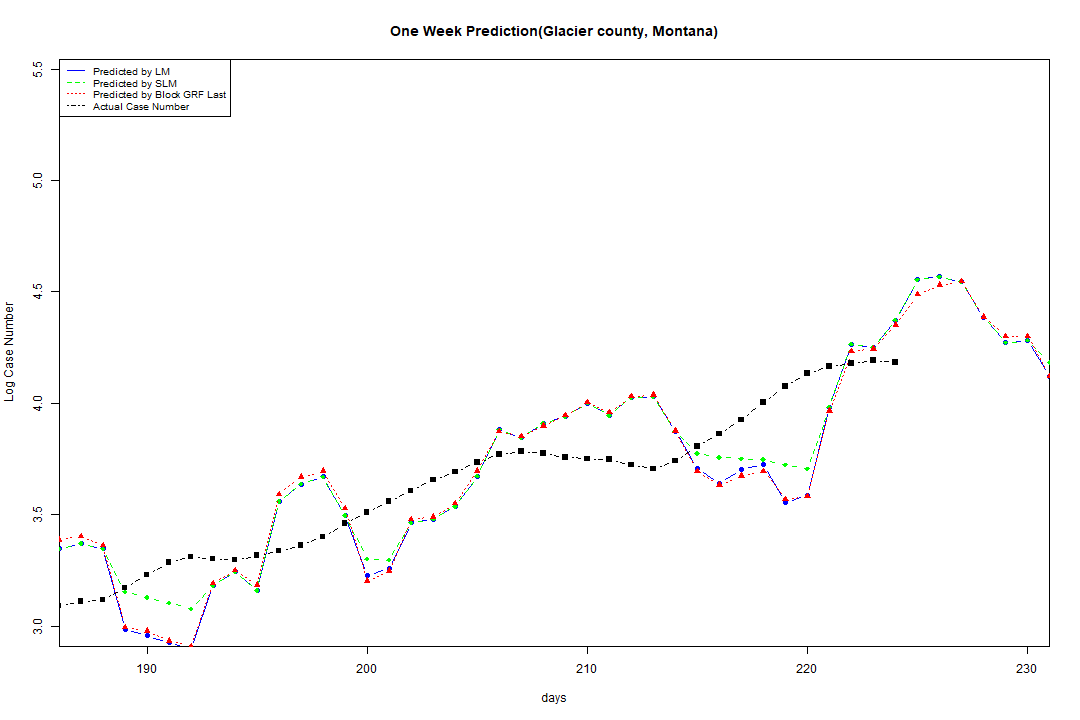 One Week Prediction(Glacier county, Montana)
Predicted by LM
Predicted by SLM
Predicted by Block GRF Last
Actual Case Number
5.5
5.0
4.5
4.0
3.5
3.0
Log Case Number
190 200 210 220 230
days